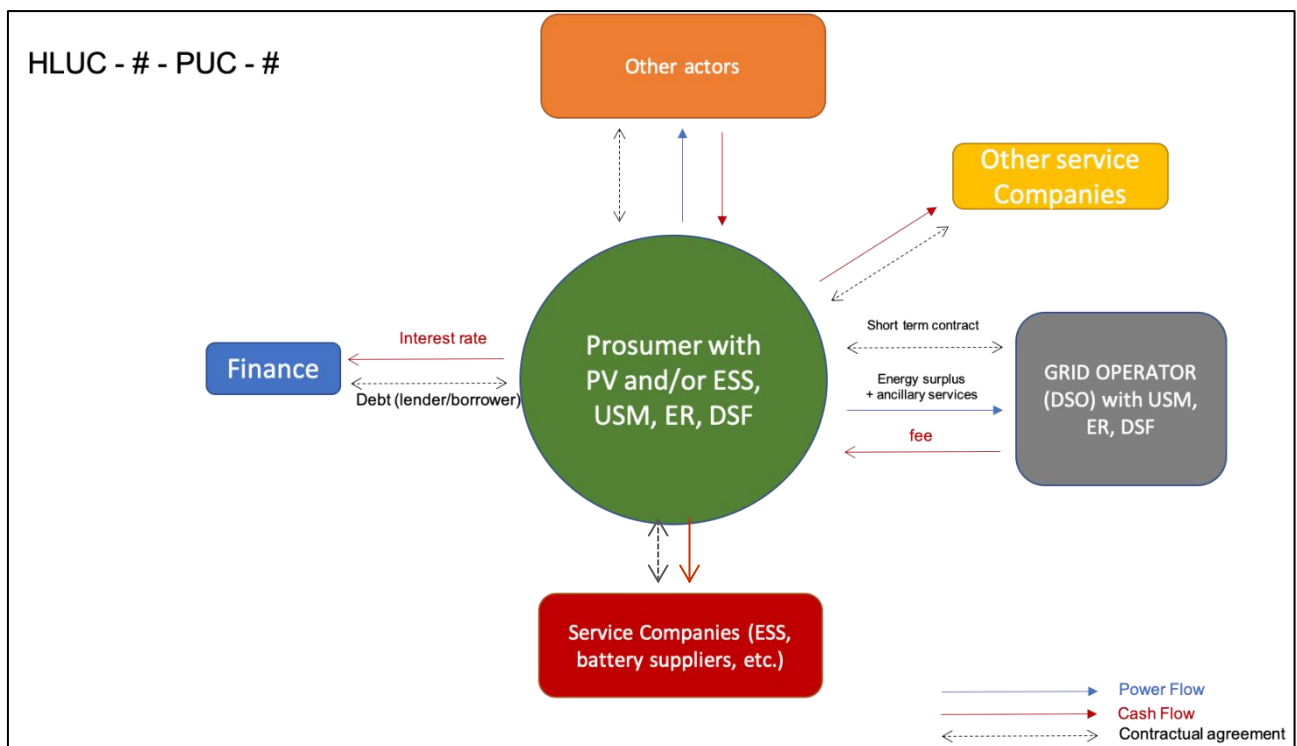 HLUC - # - PUC - #
Other actors
Other service
Companies
Short term contract
Interest rate
Finance
Debt (lender/borrower)
Prosumer with
PV and/or ESS,
USM, ER, DSF
Energy surplus
+ ancillary services
fee
GRID OPERATOR
(DSO) with USM,
ER, DSF
Service Companies (ESS,
battery suppliers, etc.)
Power Flow
Cash Flow
Contractual agreement